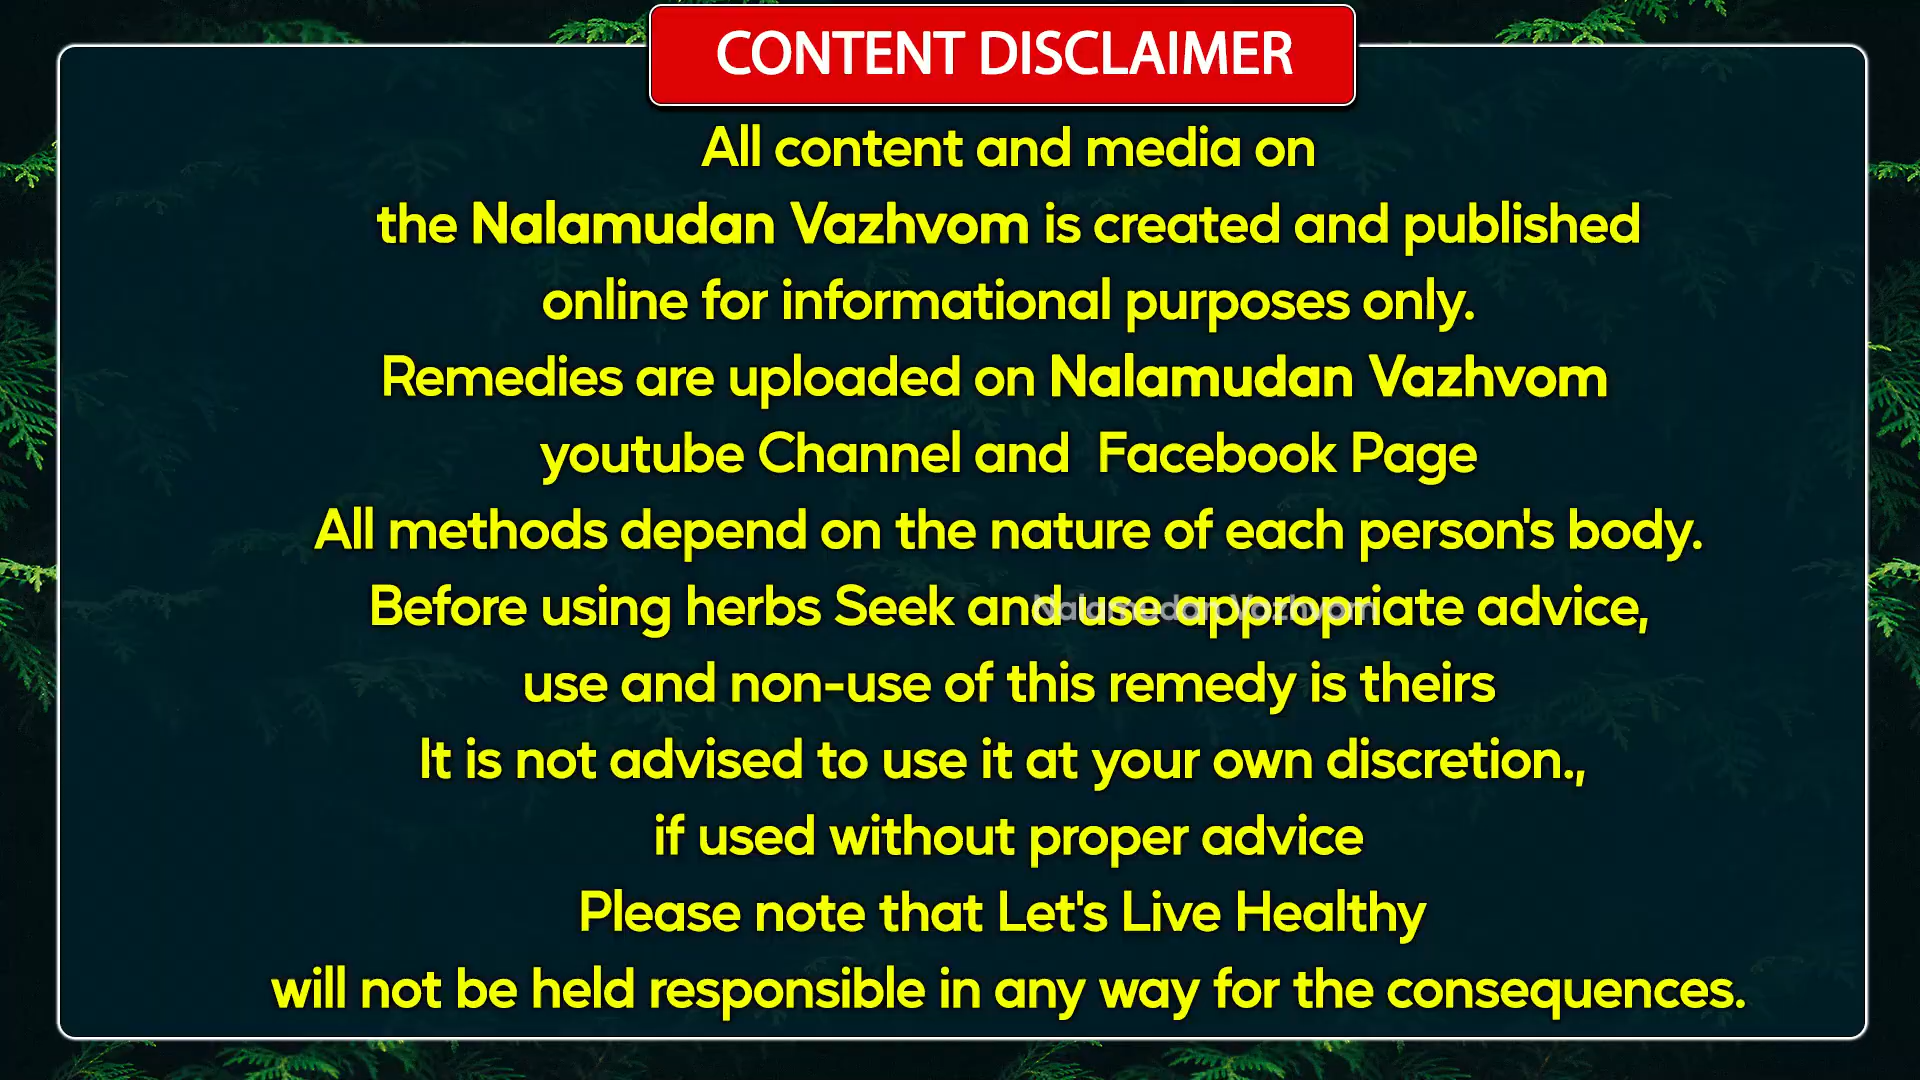 CONTENT DISCLAIMER
All content and media on
the Nalamudan Vazhvom is created and published
online for informational purposes only.
Remedies are uploaded on Nalamudan Vazhvom
youtube Channel and  Facebook Page
All methods depend on the nature of each person's body.
Before using herbs Seek and use appropriate advice,
Nalamudan Vazhvom
use and non-use of this remedy is theirs
It is not advised to use it at your own discretion.,
if used without proper advice
Please note that Let's Live Healthy
will not be held responsible in any way for the consequences.